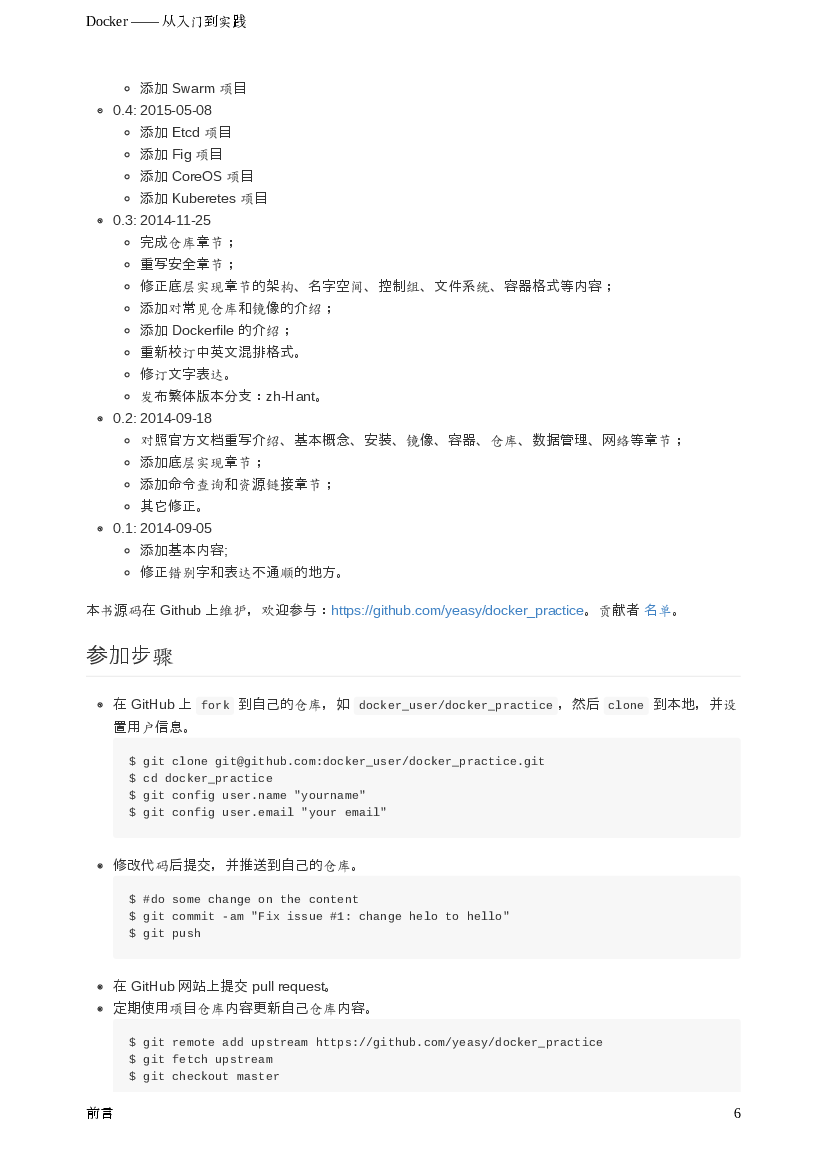 Docker —— 从入门到实践
添加 Swarm 项目
0.4: 2015-05-08
添加 Etcd 项目
添加 Fig 项目
添加 CoreOS 项目
添加 Kuberetes 项目
0.3: 2014-11-25
完成仓库章节；
重写安全章节；
修正底层实现章节的架构、名字空间、控制组、文件系统、容器格式等内容；
添加对常见仓库和镜像的介绍；
添加 Dockerfile 的介绍；
重新校订中英文混排格式。
修订文字表达。
发布繁体版本分支：zh-Hant。
0.2: 2014-09-18
对照官方文档重写介绍、基本概念、安装、镜像、容器、仓库、数据管理、网络等章节；
添加底层实现章节；
添加命令查询和资源链接章节；
其它修正。
0.1: 2014-09-05
添加基本内容;
修正错别字和表达不通顺的地方。
本书源码在 Github 上维护，欢迎参与：https://github.com/yeasy/docker_practice。贡献者 名单。
参加步骤
在 GitHub 上 fork 到自己的仓库，如 docker_user/docker_practice，然后 clone 到本地，并设
置用户信息。
$ git clone git@github.com:docker_user/docker_practice.git
$ cd docker_practice
$ git config user.name "yourname"
$ git config user.email "your email"
修改代码后提交，并推送到自己的仓库。
$ #do some change on the content
$ git commit -am "Fix issue #1: change helo to hello"
$ git push
在 GitHub 网站上提交 pull request。
定期使用项目仓库内容更新自己仓库内容。
$ git remote add upstream https://github.com/yeasy/docker_practice
$ git fetch upstream
$ git checkout master
前言 6